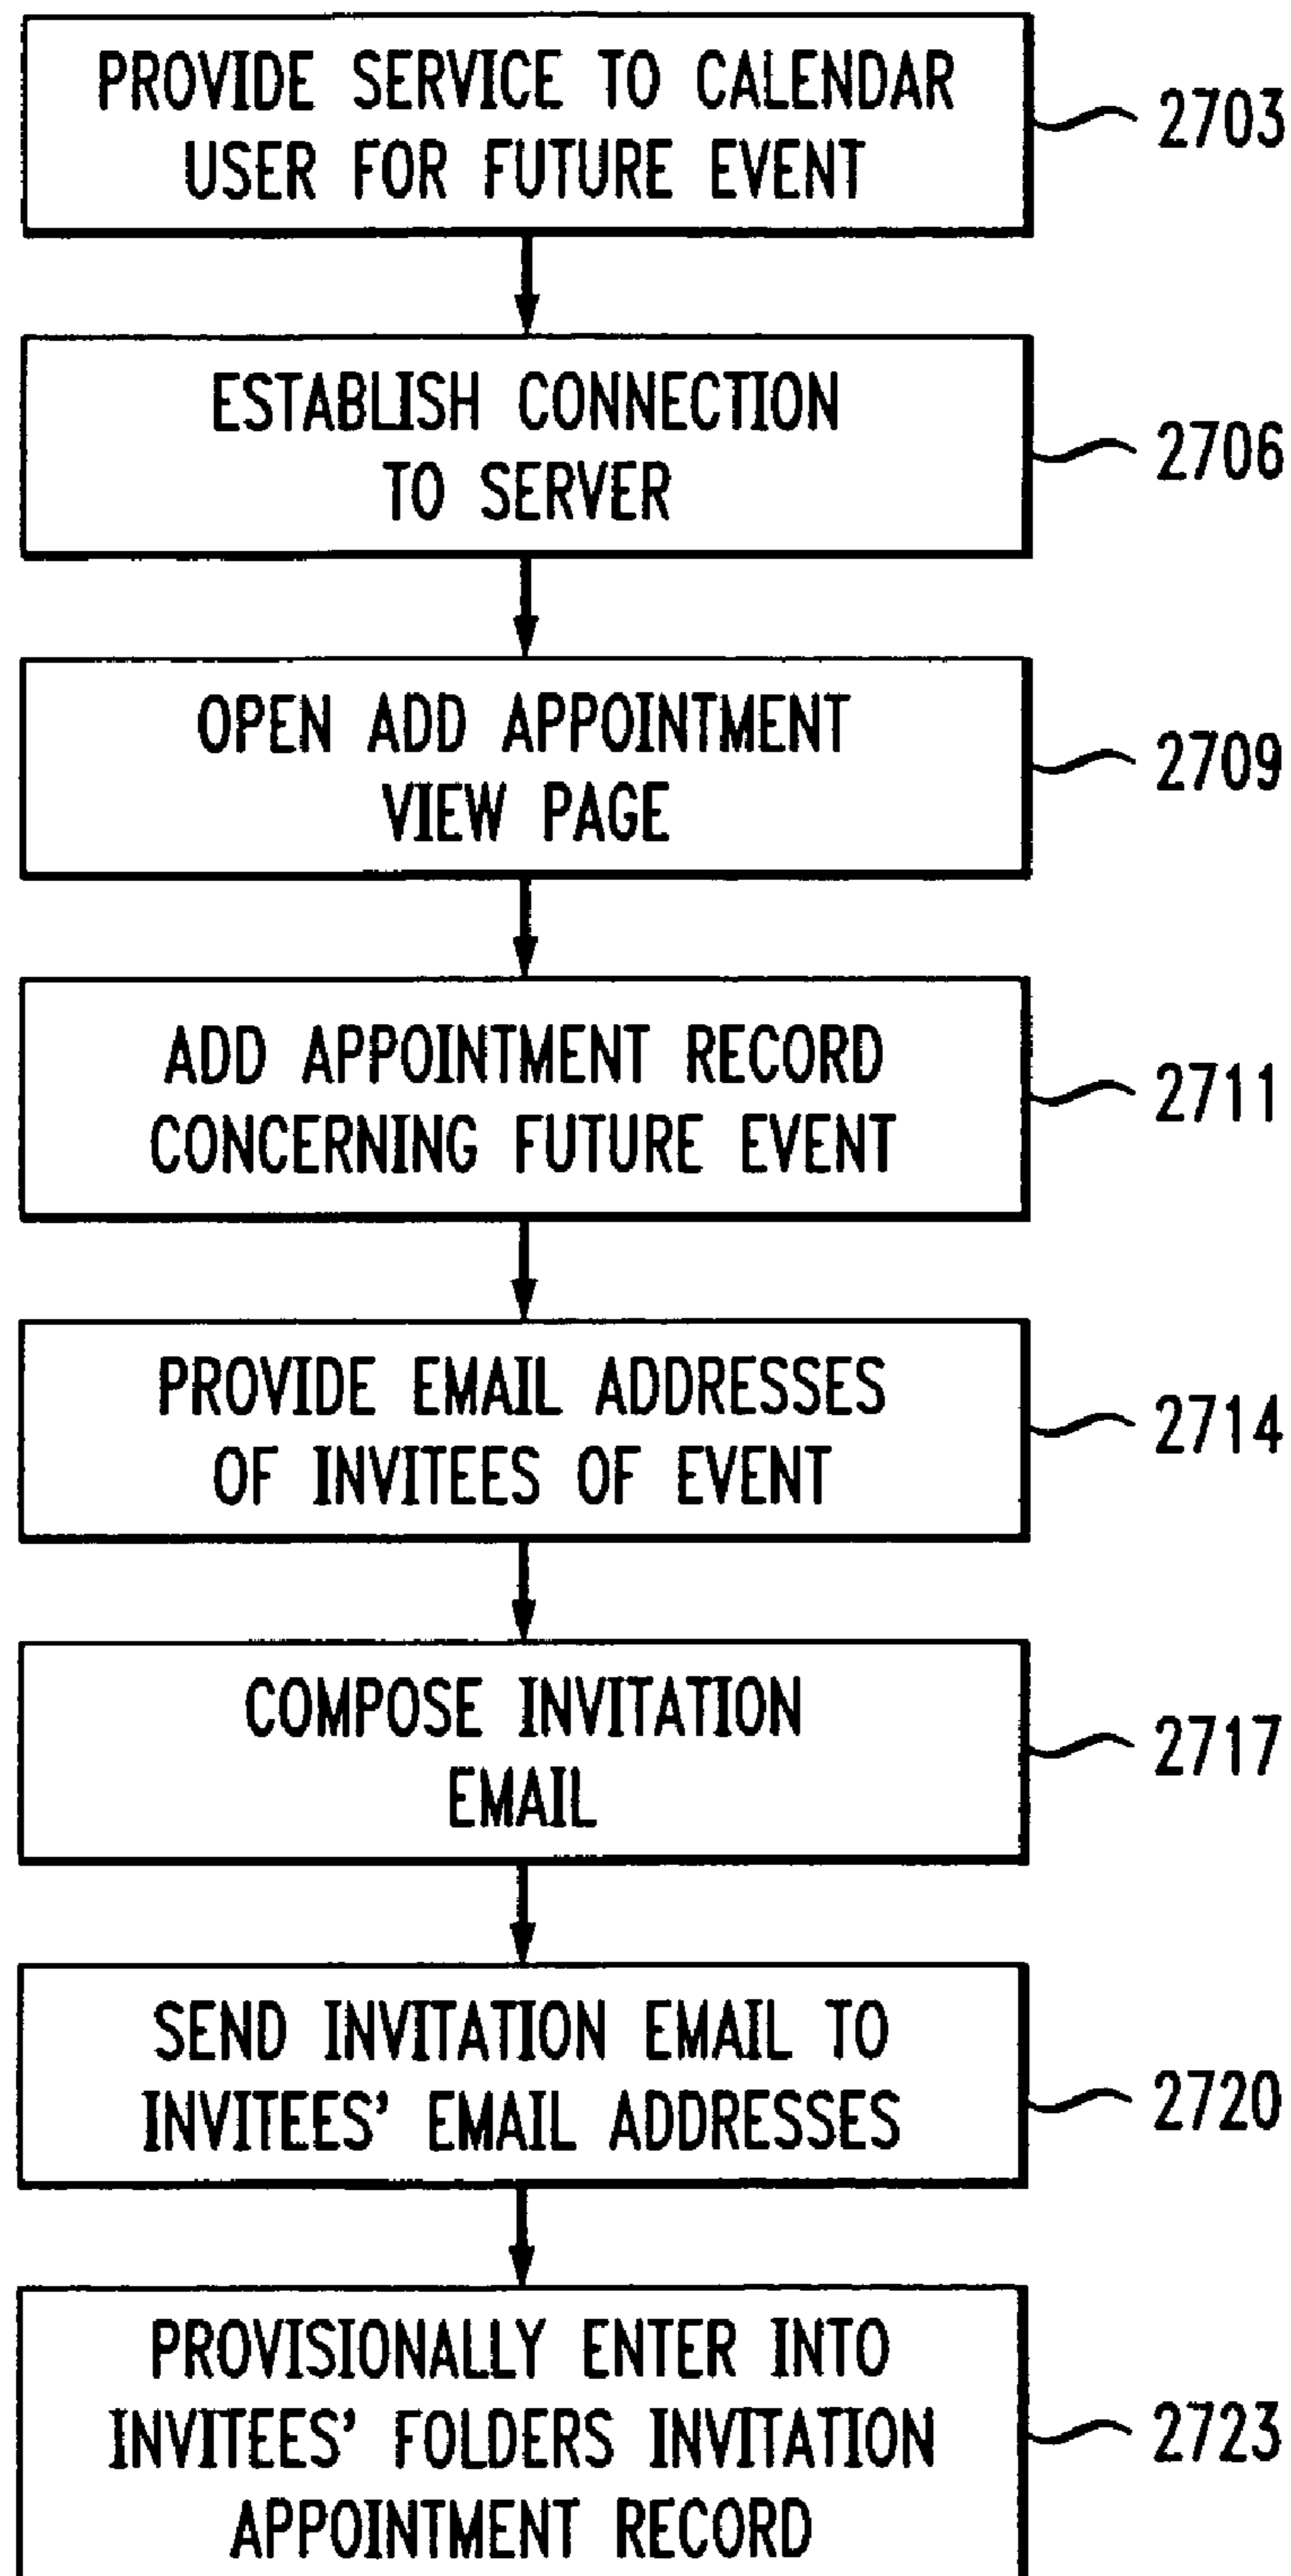 PROVIDE SERVICE TO CALENDAR
USER FOR FUTURE EVENT
2703
ESTABLISH CONNECTION
TO SERVER
2706
OPEN ADD APPOINTMENT
VIEW PAGE
2709
ADD APPOINTMENT RECORD
CONCERNING FUTURE EVENT
2711
PROVIDE EMAIL ADDRESSES
OF INVITEES OF EVENT
2714
COMPOSE INVITATION
EMAIL
2717
SEND INVITATION EMAIL TO
INVITEES' EMAIL ADDRESSES
2720
PROVISIONALLY ENTER INTO
INVITEES' FOLDERS INVITATION
APPOINTMENT RECORD
2723